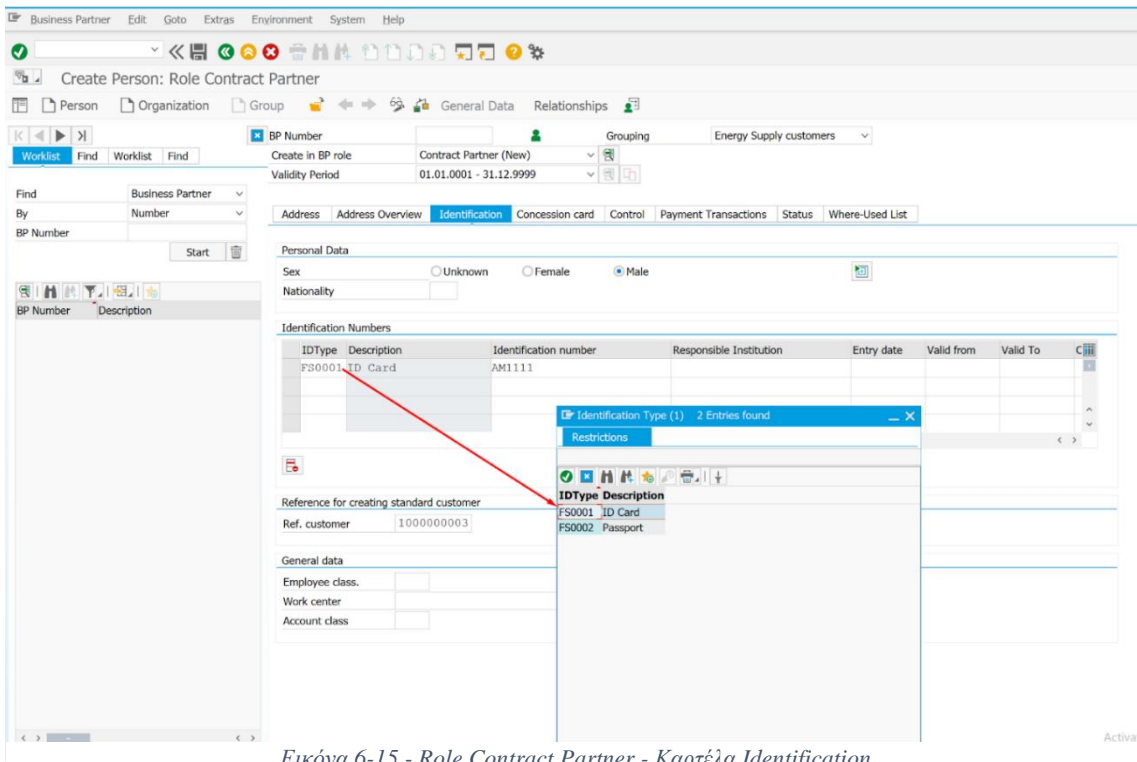 Business Partner Edit Goto Extras Environment System Help
Create Person: Role Contract Partner
Person Organization Group General Data Relationships
BP Number Grouping Energy Supply customers
Worklist Find Worklist Find
Create in BP role Contract Partner (New)
Validity Period 01.01.0001 - 31.12.9999
Find Business Partner
By Number
BP Number
Start
BP Number Description
Address Address Overview Identification Concession card Control Payment Transactions Status Where-Used List
Personal Data
Sex Unknown Female Male
Nationality
Identification Numbers
IDType Description Identification number Responsible Institution Entry date Valid from Valid To C
FS0001 ID Card AM1111
Identification Type (1) 2 Entries found
Restrictions
IDType Description
FS0001 ID Card
FS0002 Passport
Reference for creating standard customer
Ref. customer 1000000003
General data
Employee class.
Work center
Account class
Activa
Εικόνα 6-15 - Role Contract Partner - Καρτέλα Identification